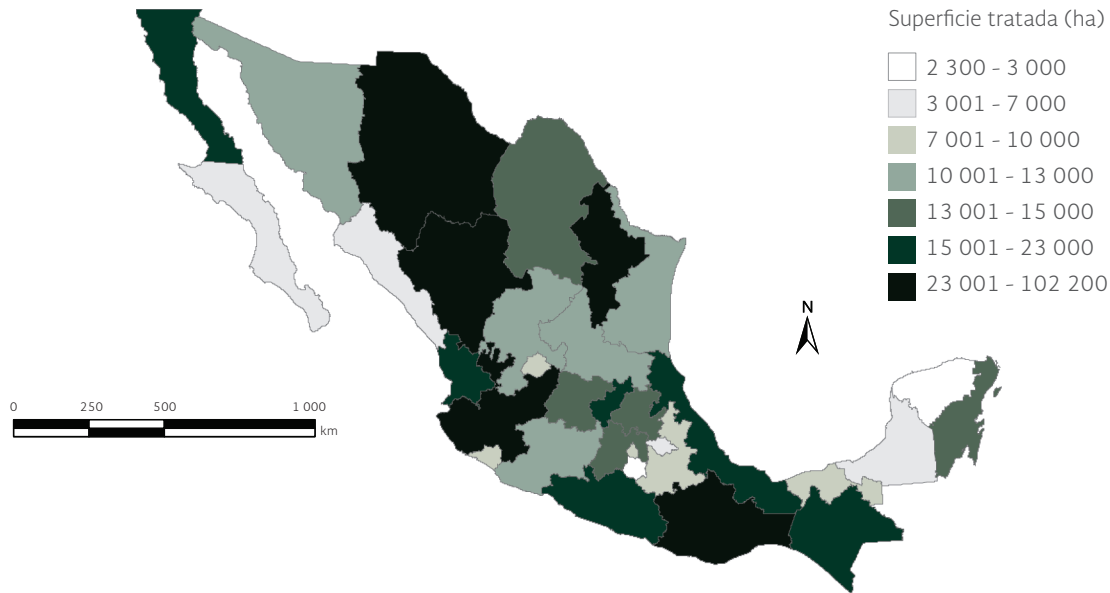 Superficie tratada (ha)
2 300 - 3 000
3 001 - 7 000
7 001 - 10 000
10 001 - 13 000
13 001 - 15 000
15 001 - 23 000
23 001 - 102 200
N
0 250 500 1 000
km